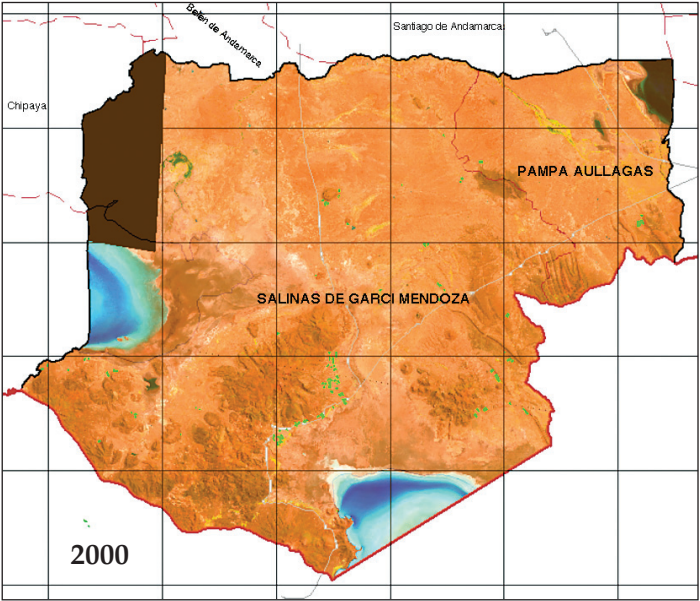 Belén de Andamarca
Santiago de Andamarca
Chipaya
PAMPA AULLAGAS
SALINAS DE GARCI MENDOZA
2000